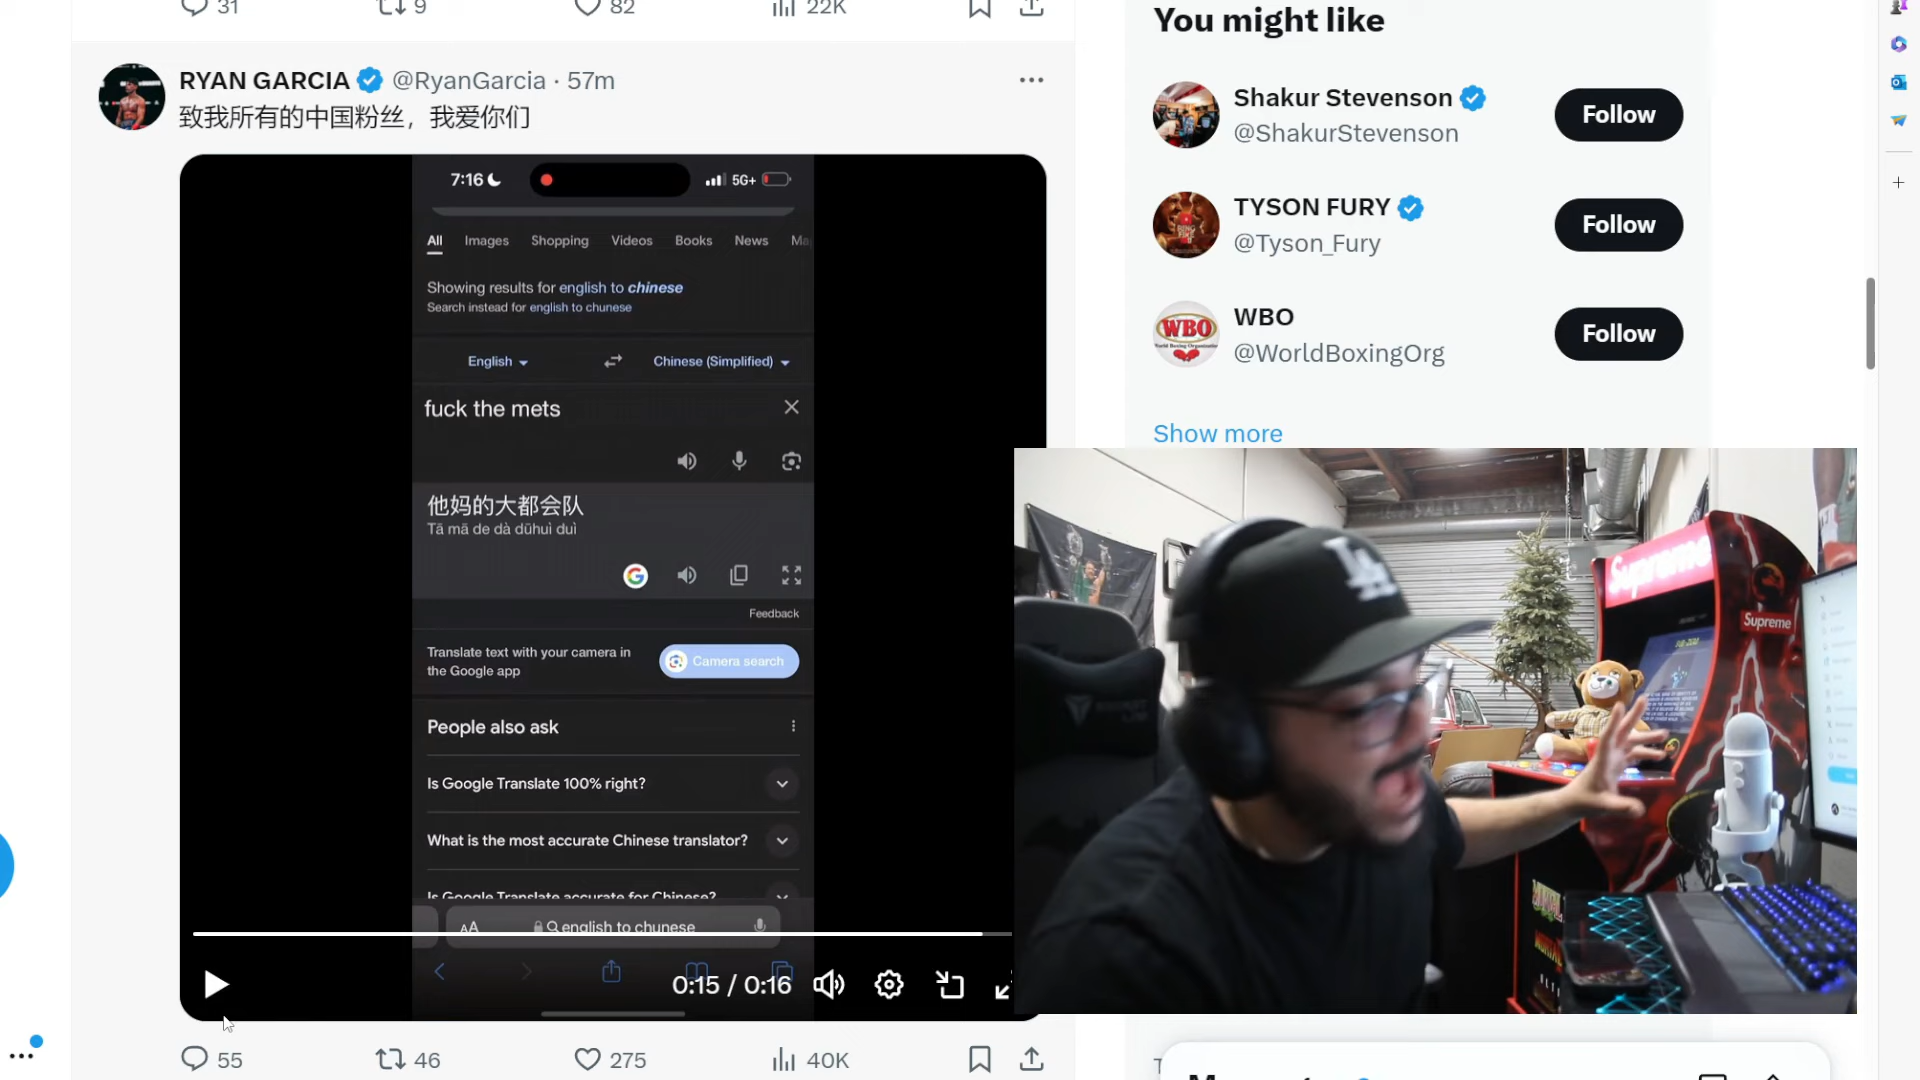 31 9 82 22K
RYAN GARCIA @RyanGarcia · 57m
致我所有的中国粉丝，我爱你们
7:16 5G+
All Images Shopping Videos Books News Ma
Showing results for english to chinese
Search instead for english to chunese
English Chinese (Simplified)
fuck the mets
他妈的大都会队
Tā mā de dà dūhuì duì
Feedback
Translate text with your camera in
the Google app
Camera search
People also ask
Is Google Translate 100% right?
What is the most accurate Chinese translator?
Is Google Translate accurate for Chinese?
AA english to chunese
0:15 / 0:16
55 46 275 40K
You might like
Shakur Stevenson
@ShakurStevenson
Follow
TYSON FURY
@Tyson_Fury
Follow
WBO
WBO
@WorldBoxingOrg
Follow
Show more
LA
Supreme
Supreme